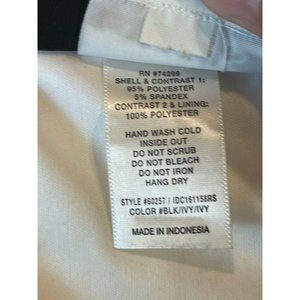 RN #74299
SHELL & CONTRAST 1:
95% POLYESTER
5% SPANDEX
CONTRAST 2 & LINING:
100% POLYESTER
HAND WASH COLD
INSIDE OUT
DO NOT SCRUB
DO NOT BLEACH
DO NOT IRON
HANG DRY
STYLE #60257 / IDC161158RS
COLOR #BLK/IVY/IVY
MADE IN INDONESIA